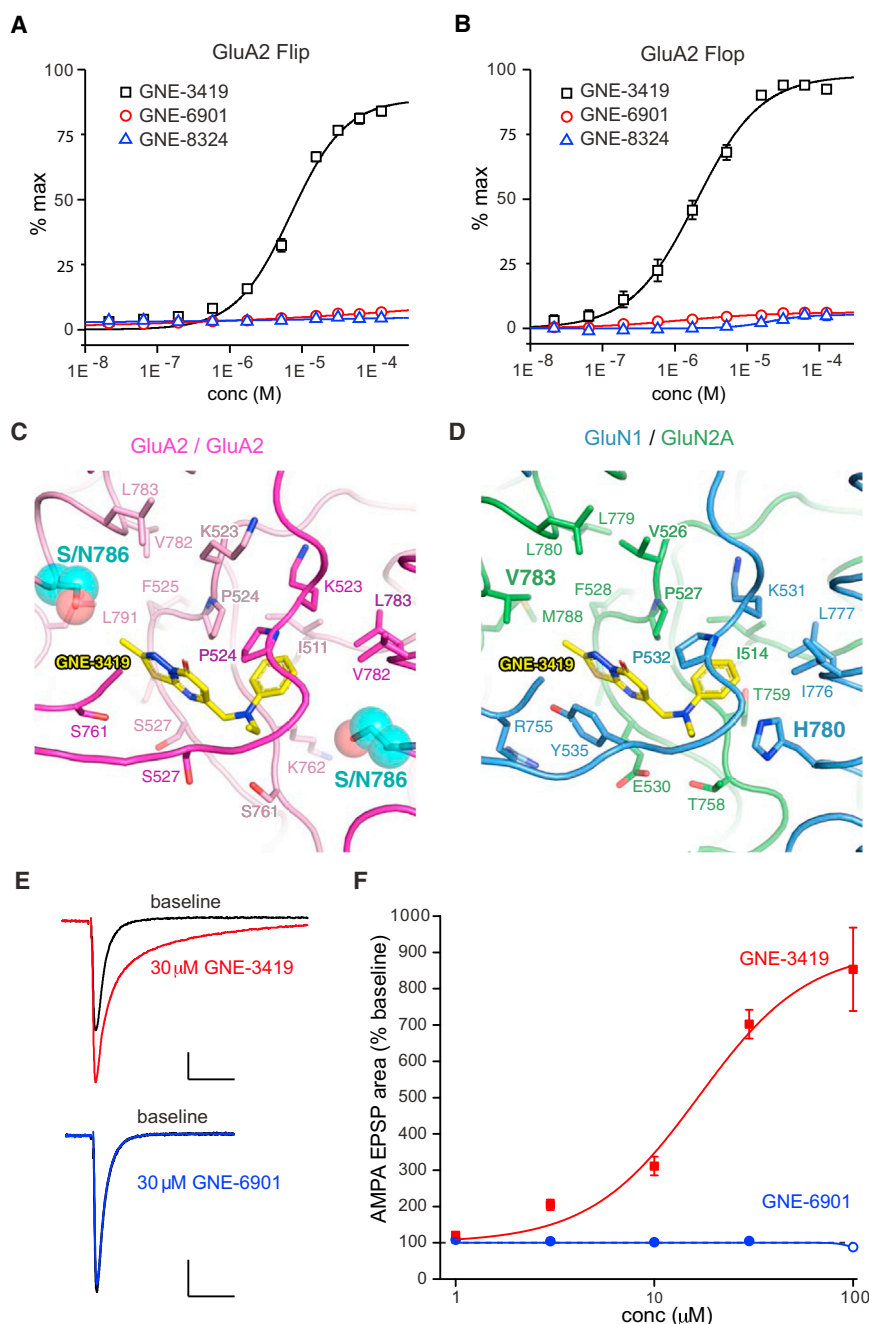 A
GluA2 Flip
100
75
50
25
0
% max
GNE-3419
GNE-6901
GNE-8324
1E-8
1E-7
1E-6
1E-5
1E-4
conc (M)
B
GluA2 Flop
100
75
50
25
0
% max
GNE-3419
GNE-6901
GNE-8324
1E-8
1E-7
1E-6
1E-5
1E-4
conc (M)
C
GluA2 / GluA2
L783
V782
K523
S/N786
F525
P524
K523
L783
L791
P524
I511
V782
GNE-3419
S761
S527
K762
S/N786
S527
S761
D
GluN1 / GluN2A
L779
V526
L780
V783
F528
P527
K531
M788
L777
P532
I514
GNE-3419
I776
T759
R755
H780
Y535
E530
T758
E
baseline
30 μM GNE-3419
baseline
30 μM GNE-6901
F
1000
900
800
700
600
500
400
300
200
100
0
AMPA EPSP area (% baseline)
GNE-3419
GNE-6901
1
10
100
conc (μM)